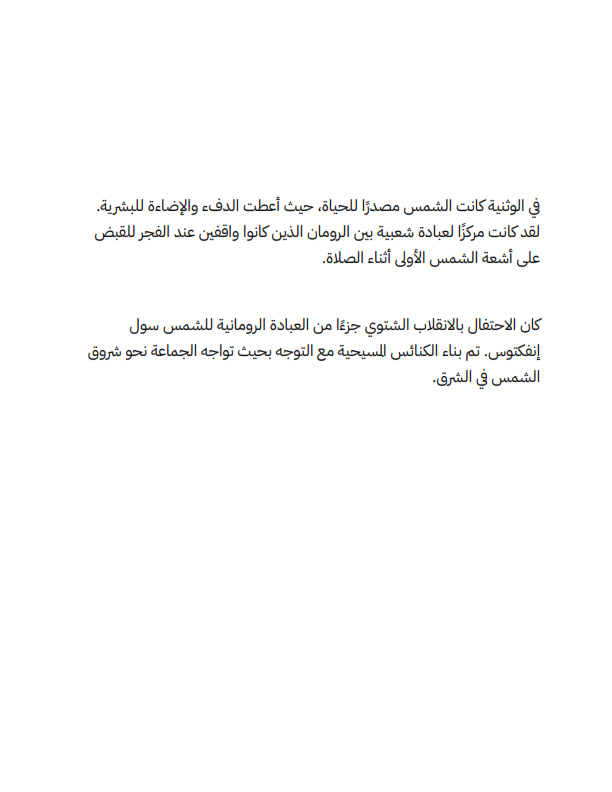 في الوثنية كانت الشمس مصدرًا للحياة، حيث أعطت الدفء والإضاءة للبشرية.
لقد كانت مركزًا لعبادة شعبية بين الرومان الذين كانوا واقفين عند الفجر للقبض
على أشعة الشمس الأولى أثناء الصلاة.
كان الاحتفال بالانقلاب الشتوي جزءًا من العبادة الرومانية للشمس سول
إنفكتوس. تم بناء الكنائس المسيحية مع التوجه بحيث تواجه الجماعة نحو شروق
الشمس في الشرق.